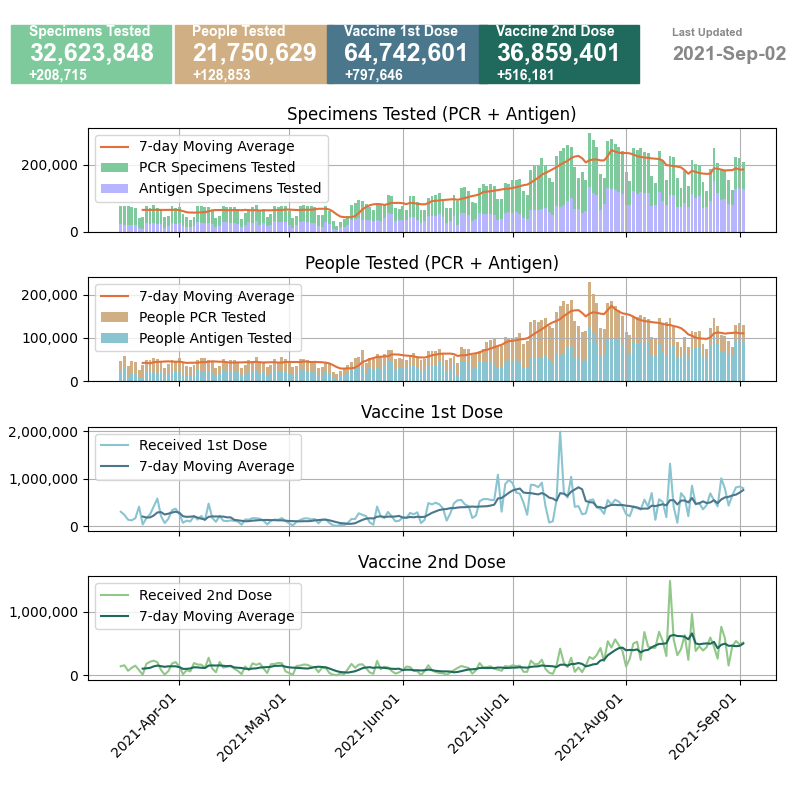 Specimens Tested
32,623,848
+208,715
People Tested
21,750,629
+128,853
Vaccine 1st Dose
64,742,601
+797,646
Vaccine 2nd Dose
36,859,401
+516,181
Last Updated
2021-Sep-02
Specimens Tested (PCR + Antigen)
7-day Moving Average
PCR Specimens Tested
Antigen Specimens Tested
200,000
0
People Tested (PCR + Antigen)
7-day Moving Average
People PCR Tested
People Antigen Tested
200,000
100,000
0
Vaccine 1st Dose
Received 1st Dose
7-day Moving Average
2,000,000
1,000,000
0
Vaccine 2nd Dose
Received 2nd Dose
7-day Moving Average
1,000,000
0
2021-Apr-01
2021-May-01
2021-Jun-01
2021-Jul-01
2021-Aug-01
2021-Sep-01